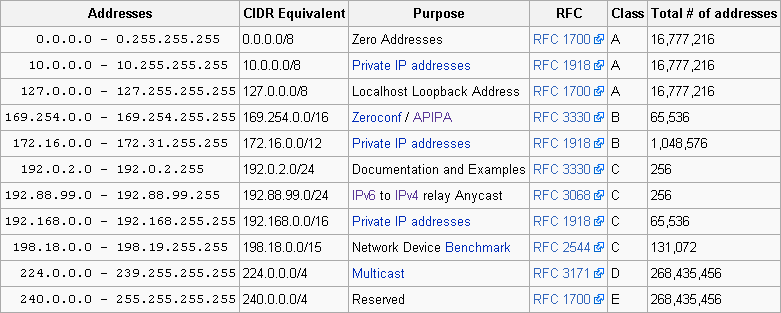 Addresses CIDR Equivalent Purpose RFC Class Total # of addresses
0.0.0.0 - 0.255.255.255 0.0.0.0/8 Zero Addresses RFC 1700 A 16,777,216
10.0.0.0 - 10.255.255.255 10.0.0.0/8 Private IP addresses RFC 1918 A 16,777,216
127.0.0.0 - 127.255.255.255 127.0.0.0/8 Localhost Loopback Address RFC 1700 A 16,777,216
169.254.0.0 - 169.254.255.255 169.254.0.0/16 Zeroconf / APIPA RFC 3330 B 65,536
172.16.0.0 - 172.31.255.255 172.16.0.0/12 Private IP addresses RFC 1918 B 1,048,576
192.0.2.0 - 192.0.2.255 192.0.2.0/24 Documentation and Examples RFC 3330 C 256
192.88.99.0 - 192.88.99.255 192.88.99.0/24 IPv6 to IPv4 relay Anycast RFC 3068 C 256
192.168.0.0 - 192.168.255.255 192.168.0.0/16 Private IP addresses RFC 1918 C 65,536
198.18.0.0 - 198.19.255.255 198.18.0.0/15 Network Device Benchmark RFC 2544 C 131,072
224.0.0.0 - 239.255.255.255 224.0.0.0/4 Multicast RFC 3171 D 268,435,456
240.0.0.0 - 255.255.255.255 240.0.0.0/4 Reserved RFC 1700 E 268,435,456